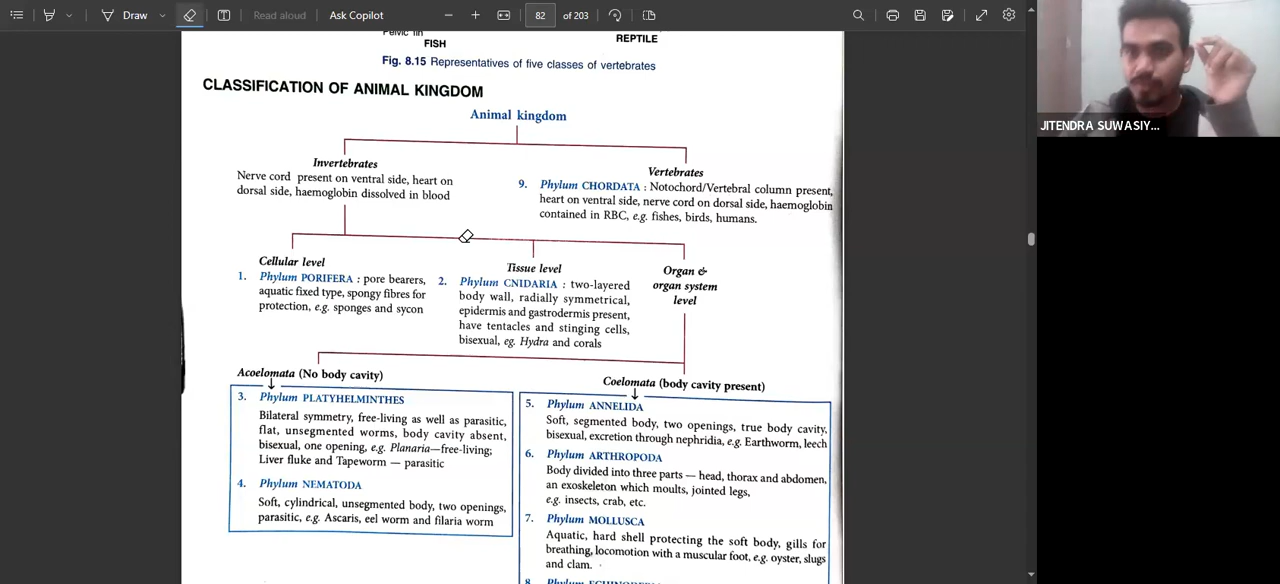 Draw
Read aloud
Ask Copilot
82
of 203
Pelvic fin
FISH
REPTILE
Fig. 8.15 Representatives of five classes of vertebrates
CLASSIFICATION OF ANIMAL KINGDOM
Animal kingdom
Invertebrates
Nerve cord present on ventral side, heart on
dorsal side, haemoglobin dissolved in blood
Vertebrates
9. Phylum CHORDATA : Notochord/Vertebral column present,
heart on ventral side, nerve cord on dorsal side, haemoglobin
contained in RBC, e.g. fishes, birds, humans.
Cellular level
1. Phylum PORIFERA : pore bearers,
aquatic fixed type, spongy fibres for
protection, e.g. sponges and sycon
Tissue level
2. Phylum CNIDARIA : two-layered
body wall, radially symmetrical,
epidermis and gastrodermis present,
have tentacles and stinging cells,
bisexual, eg. Hydra and corals
Organ &
organ system
level
Acoelomata (No body cavity)
3. Phylum PLATYHELMINTHES
Bilateral symmetry, free-living as well as parasitic,
flat, unsegmented worms, body cavity absent,
bisexual, one opening, e.g. Planaria—free-living;
Liver fluke and Tapeworm — parasitic
4. Phylum NEMATODA
Soft, cylindrical, unsegmented body, two openings,
parasitic, e.g. Ascaris, eel worm and filaria worm
Coelomata (body cavity present)
5. Phylum ANNELIDA
Soft, segmented body, two openings, true body cavity,
bisexual, excretion through nephridia, e.g. Earthworm, leech
6. Phylum ARTHROPODA
Body divided into three parts — head, thorax and abdomen,
an exoskeleton which moults, jointed legs,
e.g. insects, crab, etc.
7. Phylum MOLLUSCA
Aquatic, hard shell protecting the soft body, gills for
breathing, locomotion with a muscular foot, e.g. oyster, slugs
and clam.
8. Phylum
JITENDRA SUWASIY...